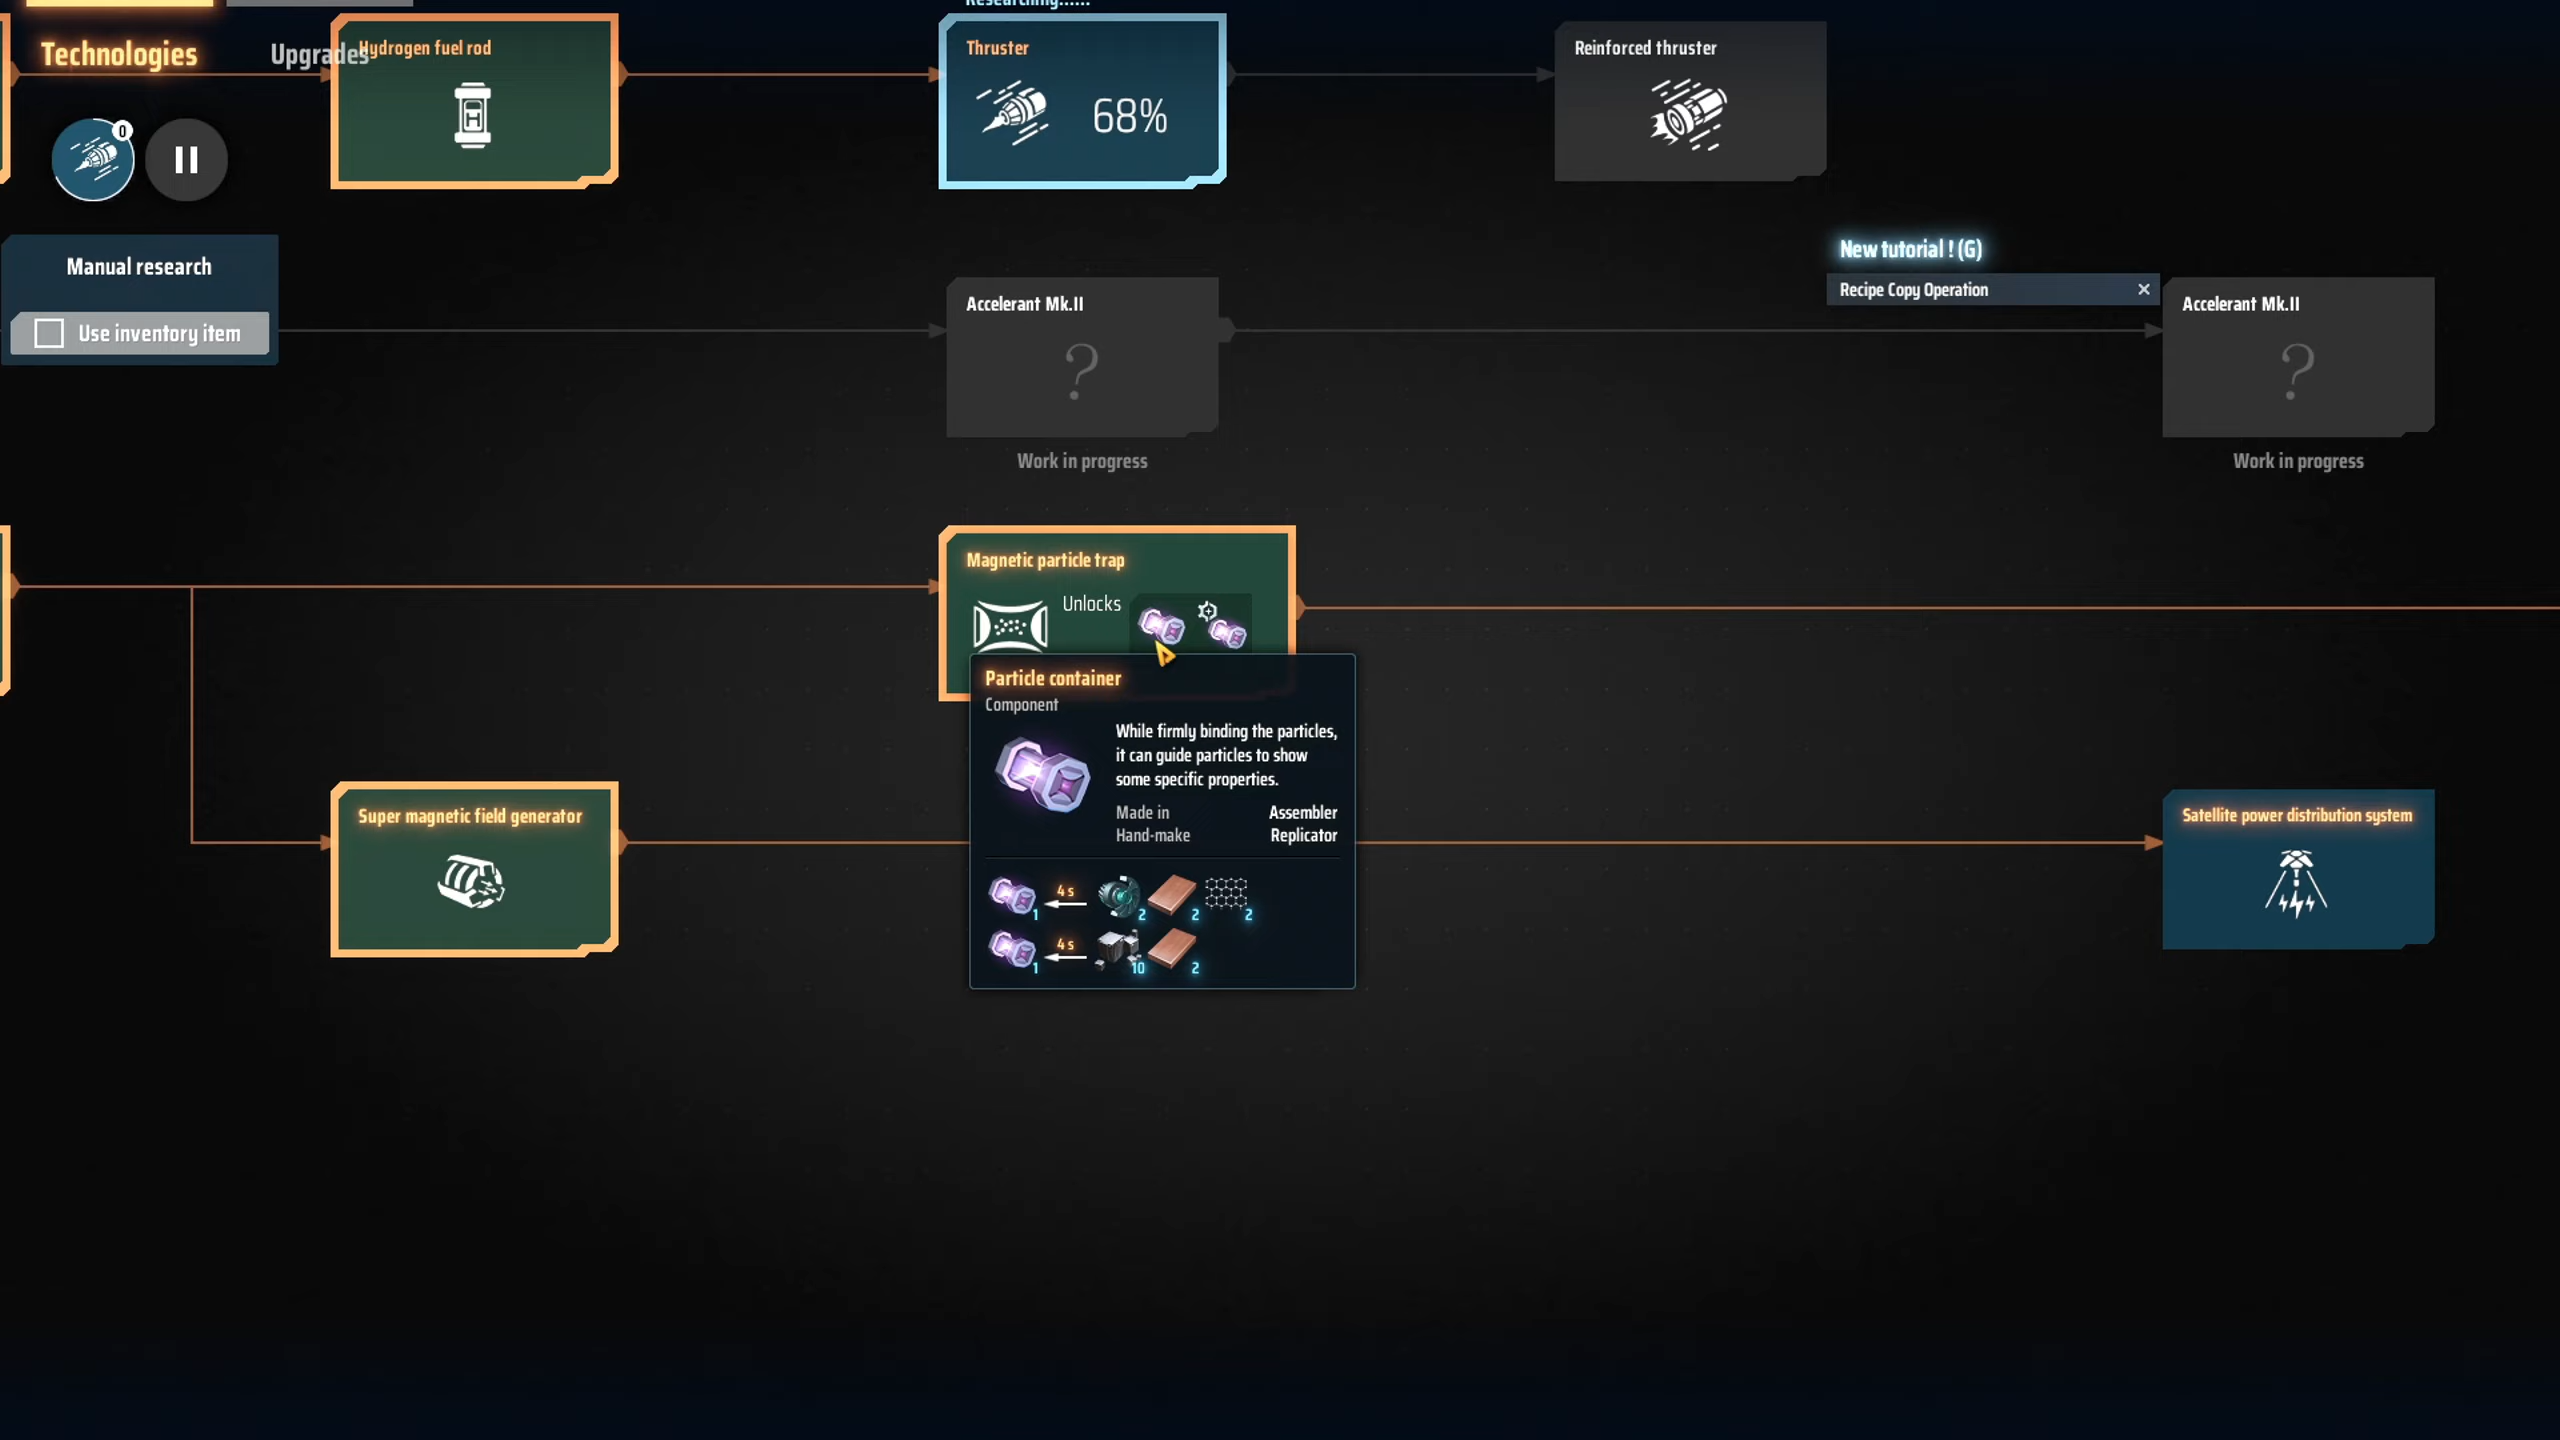 Researching......
Technologies
Upgrades
Hydrogen fuel rod
H
Thruster
68%
Reinforced thruster
0
Manual research
Use inventory item
New tutorial ! (G)
Recipe Copy Operation
Accelerant Mk.II
?
Work in progress
Accelerant Mk.II
?
Work in progress
Magnetic particle trap
Unlocks
Particle container
Component
While firmly binding the particles,
it can guide particles to show
some specific properties.
Made in Assembler
Hand-make Replicator
1 4 s 2 2 2
1 4 s 10 2
Super magnetic field generator
Satellite power distribution system